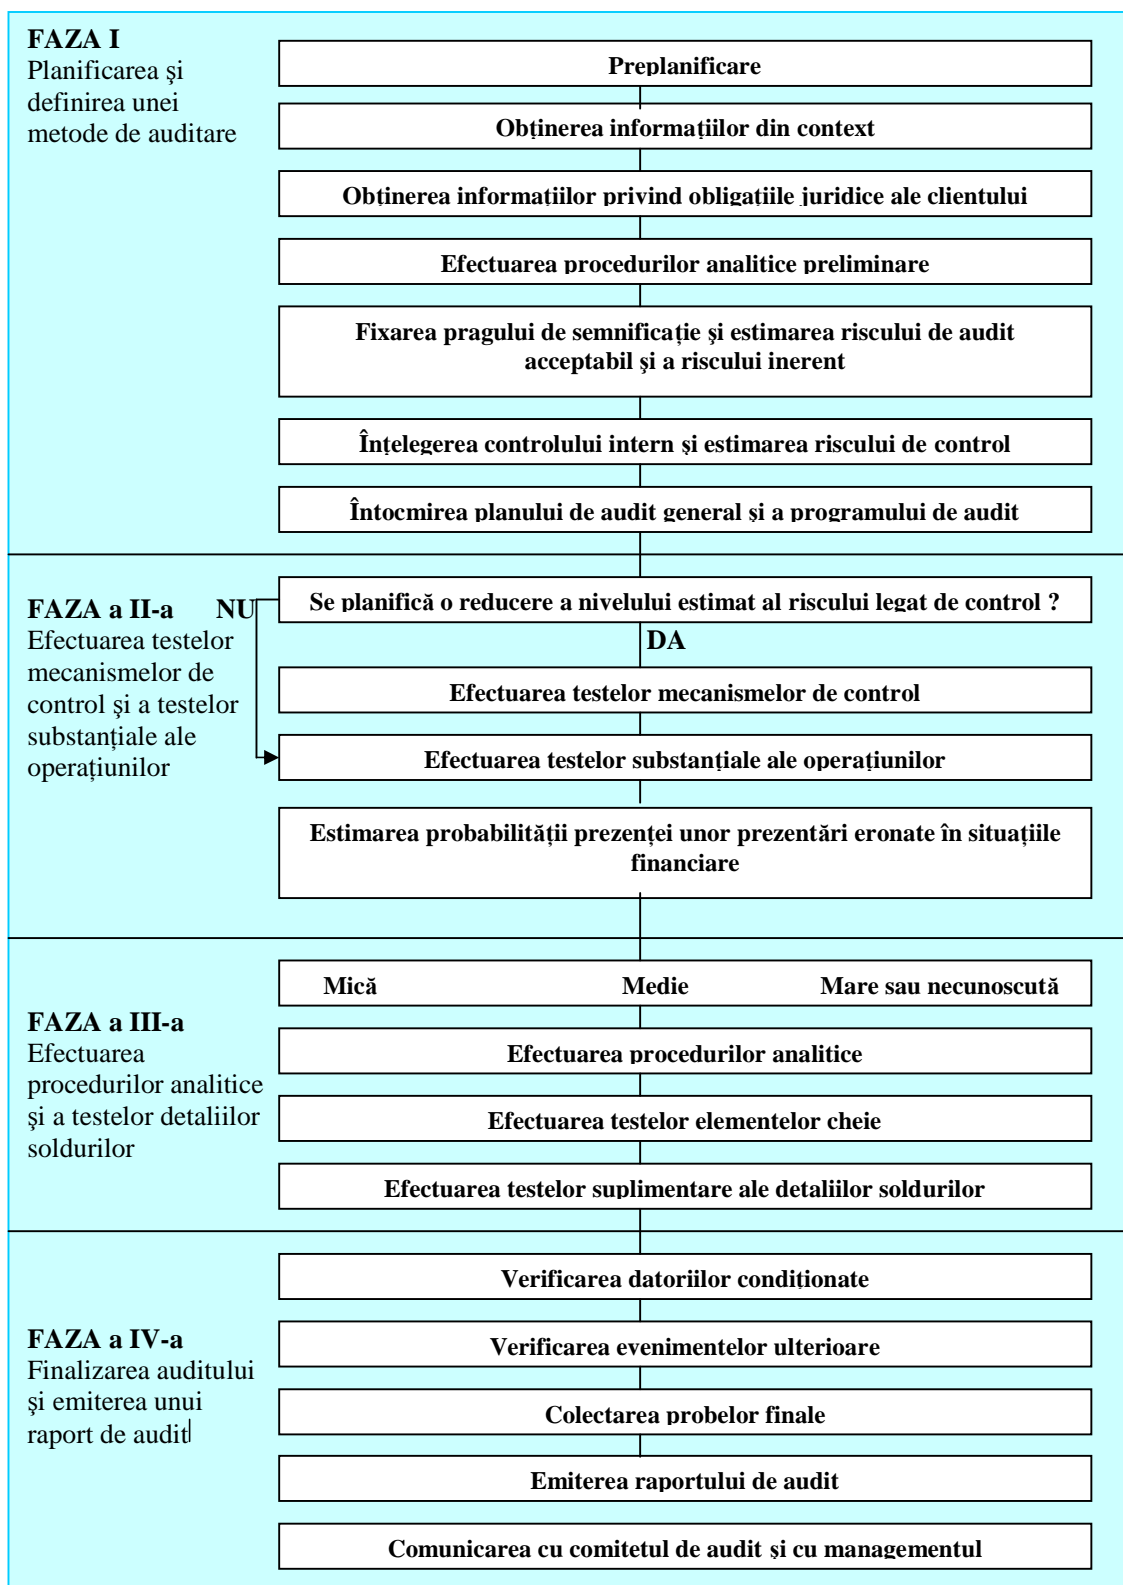 FAZA I
Planificarea şi
definirea unei
metode de auditare
Preplanificare
Obţinerea informaţiilor din context
Obţinerea informaţiilor privind obligaţiile juridice ale clientului
Efectuarea procedurilor analitice preliminare
Fixarea pragului de semnificaţie şi estimarea riscului de audit
acceptabil şi a riscului inerent
Înţelegerea controlului intern şi estimarea riscului de control
Întocmirea planului de audit general şi a programului de audit
FAZA a II-a NU
Efectuarea testelor
mecanismelor de
control şi a testelor
substanţiale ale
operaţiunilor
Se planifică o reducere a nivelului estimat al riscului legat de control ?
DA
Efectuarea testelor mecanismelor de control
Efectuarea testelor substanţiale ale operaţiunilor
Estimarea probabilităţii prezenţei unor prezentări eronate în situaţiile
financiare
FAZA a III-a
Efectuarea
procedurilor analitice
şi a testelor detaliilor
soldurilor
Mică Medie Mare sau necunoscută
Efectuarea procedurilor analitice
Efectuarea testelor elementelor cheie
Efectuarea testelor suplimentare ale detaliilor soldurilor
FAZA a IV-a
Finalizarea auditului
şi emiterea unui
raport de audit
Verificarea datoriilor condiţionate
Verificarea evenimentelor ulterioare
Colectarea probelor finale
Emiterea raportului de audit
Comunicarea cu comitetul de audit şi cu managementul